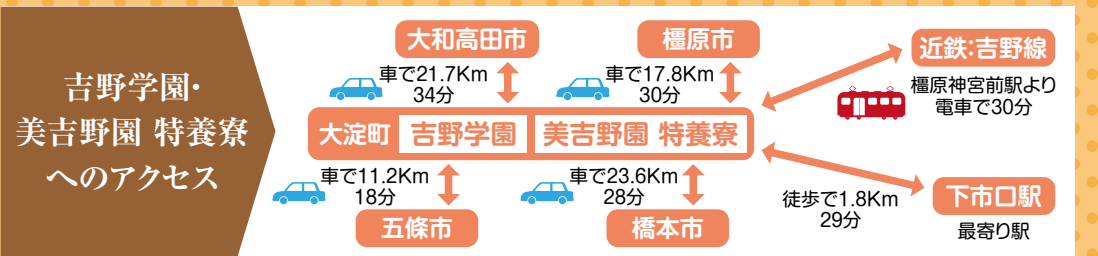 吉野学園・
美吉野園 特養寮
へのアクセス
大和高田市
橿原市
車で21.7Km
34分
車で17.8Km
30分
大淀町 吉野学園 美吉野園 特養寮
車で11.2Km
18分
車で23.6Km
28分
五條市
橋本市
近鉄:吉野線
橿原神宮前駅より
電車で30分
徒歩で1.8Km
29分
下市口駅
最寄り駅